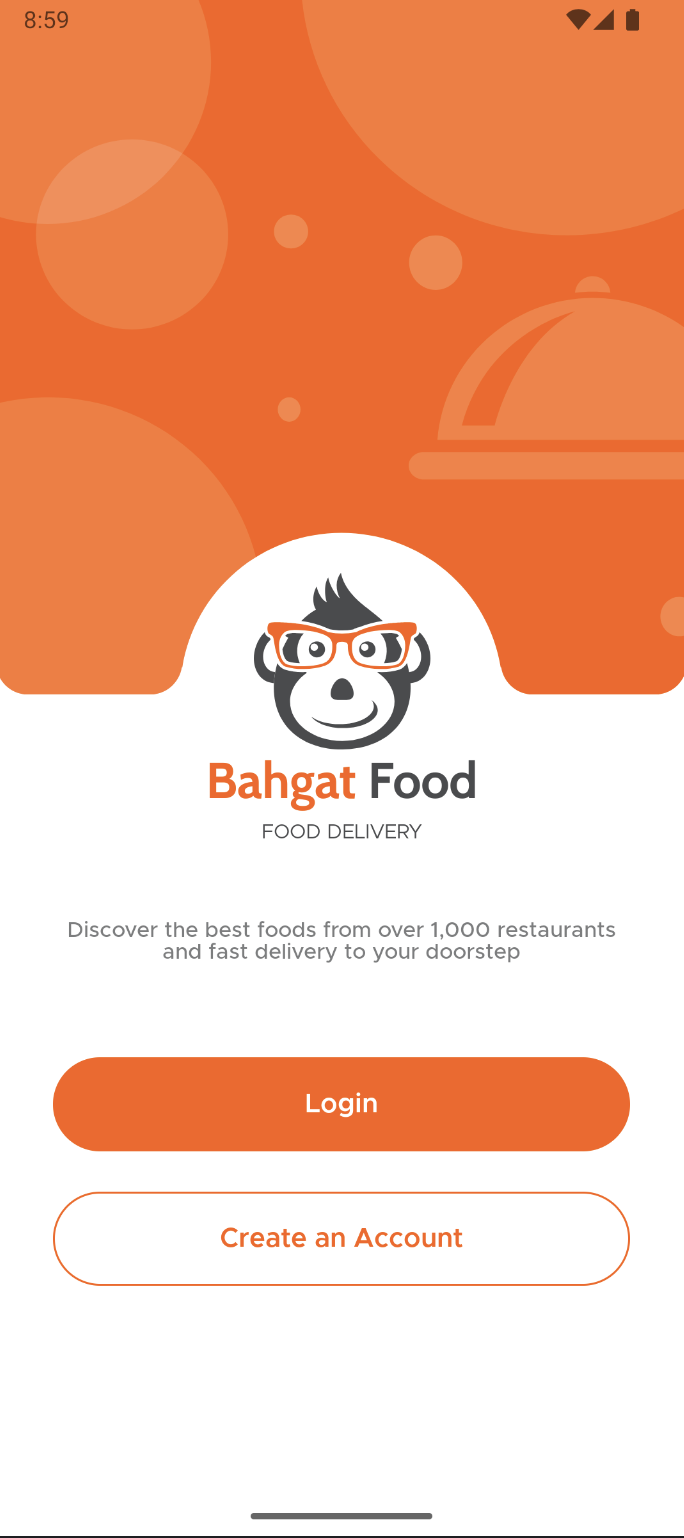 8:59
Bahgat Food
FOOD DELIVERY
Discover the best foods from over 1,000 restaurants
and fast delivery to your doorstep
Login
Create an Account